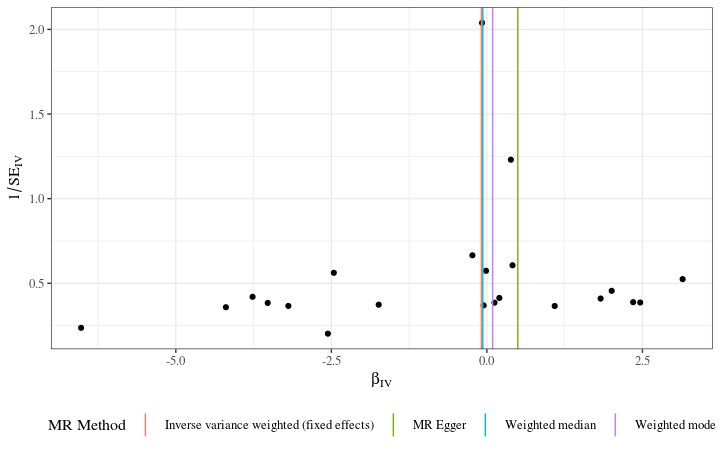 2.0
1.5
1.0
0.5
1/SE_IV
-5.0 -2.5 0.0 2.5
β_IV
MR Method Inverse variance weighted (fixed effects) MR Egger Weighted median Weighted mode